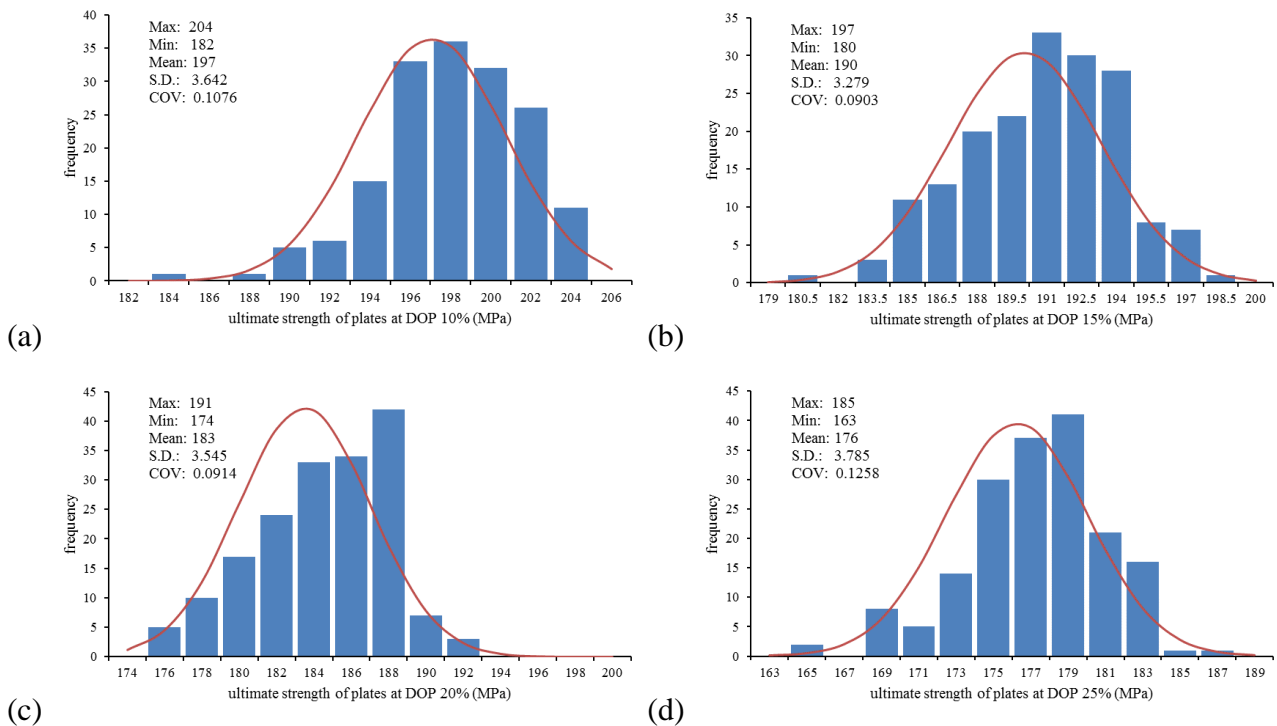 Max: 204
Min: 182
Mean: 197
S.D.: 3.642
COV: 0.1076
40
35
30
25
20
15
10
5
0
frequency
182 184 186 188 190 192 194 196 198 200 202 204 206
ultimate strength of plates at DOP 10% (MPa)
(a)
Max: 197
Min: 180
Mean: 190
S.D.: 3.279
COV: 0.0903
35
30
25
20
15
10
5
0
frequency
179 180.5 182 183.5 185 186.5 188 189.5 191 192.5 194 195.5 197 198.5 200
ultimate strength of plates at DOP 15% (MPa)
(b)
Max: 191
Min: 174
Mean: 183
S.D.: 3.545
COV: 0.0914
45
40
35
30
25
20
15
10
5
0
frequency
174 176 178 180 182 184 186 188 190 192 194 196 198 200
ultimate strength of plates at DOP 20% (MPa)
(c)
Max: 185
Min: 163
Mean: 176
S.D.: 3.785
COV: 0.1258
45
40
35
30
25
20
15
10
5
0
frequency
163 165 167 169 171 173 175 177 179 181 183 185 187 189
ultimate strength of plates at DOP 25% (MPa)
(d)